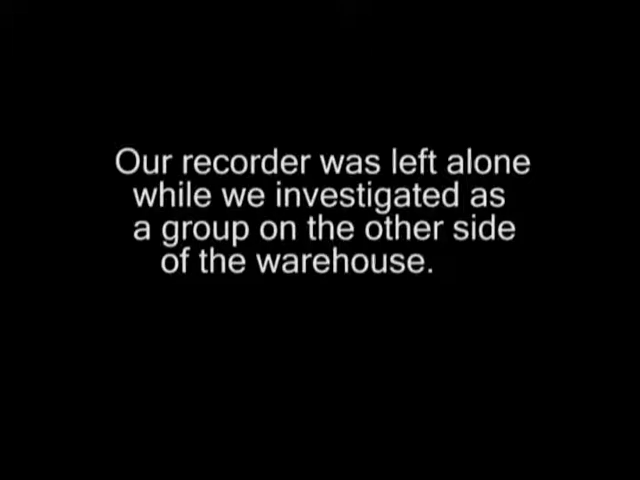 Our recorder was left alone
while we investigated as
a group on the other side
of the warehouse.